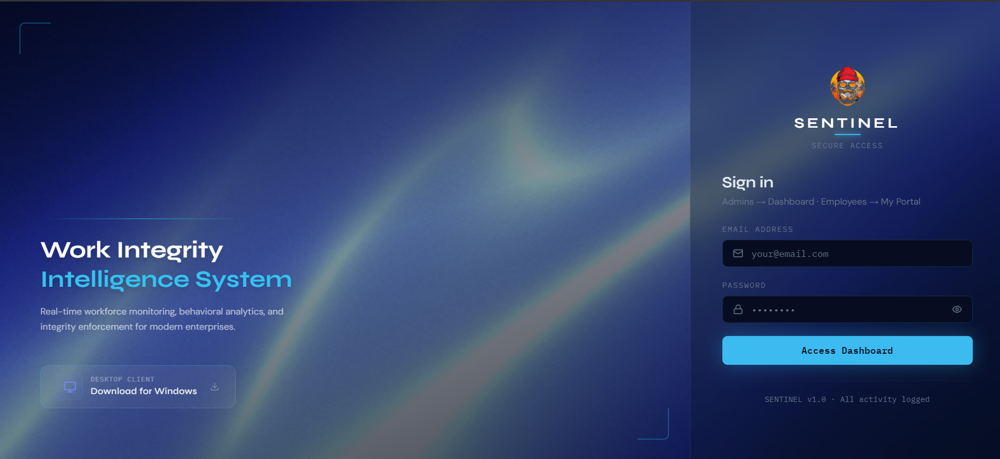 Work Integrity
Intelligence System
Real-time workforce monitoring, behavioral analytics, and
integrity enforcement for modern enterprises.
DESKTOP CLIENT
Download for Windows
SENTINEL
SECURE ACCESS
Sign in
Admins → Dashboard · Employees → My Portal
EMAIL ADDRESS
your@email.com
PASSWORD
••••••••
Access Dashboard
SENTINEL v1.0 · All activity logged